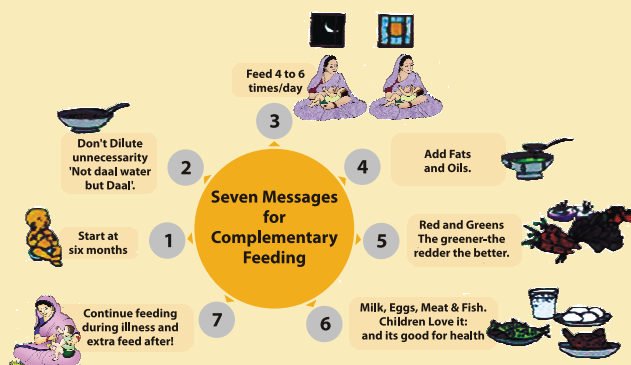 Seven Messages
for
Complementary
Feeding
1
Start at
six months
2
Don't Dilute
unnecessarity
'Not daal water
but Daal'.
3
Feed 4 to 6
times/day
4
Add Fats
and Oils.
5
Red and Greens
The greener-the
redder the better.
6
Milk, Eggs, Meat & Fish.
Children Love it:
and its good for health
7
Continue feeding
during illness and
extra feed after!